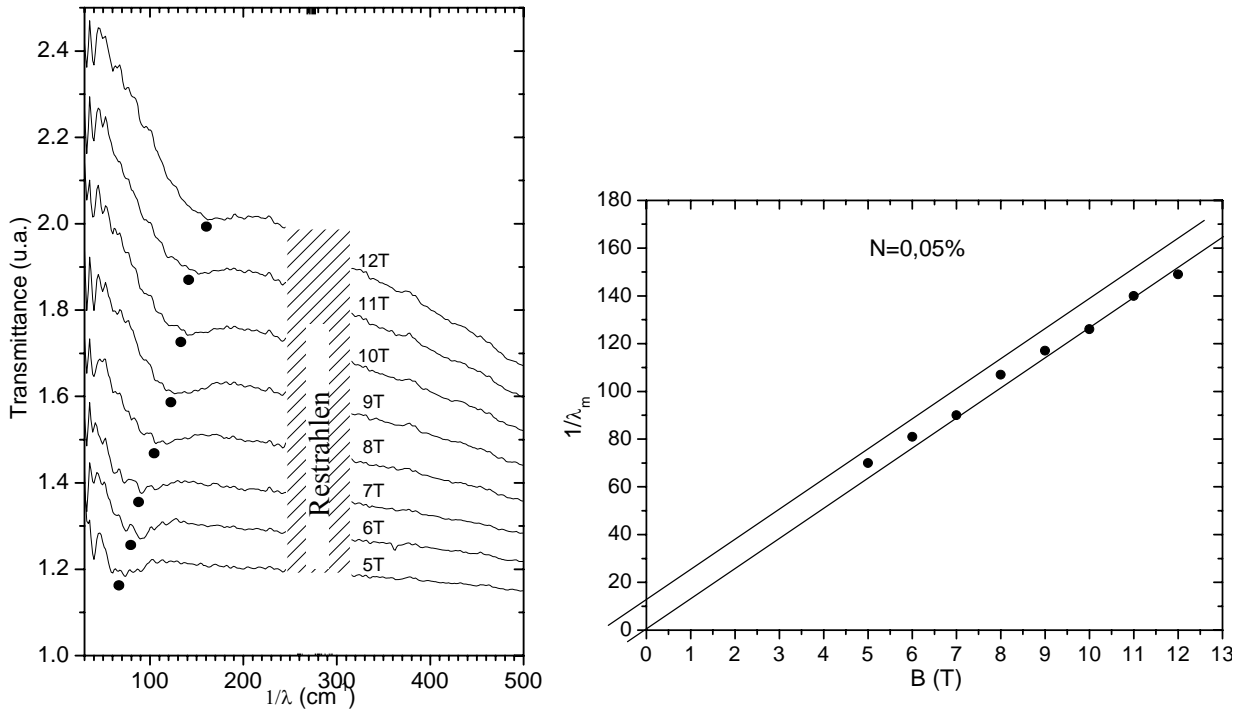 Transmittance (u.a.)
2.4
2.2
2.0
1.8
1.6
1.4
1.2
1.0
12T
11T
10T
9T
8T
7T
6T
5T
Restrahlen
100 200 300 400 500
1/λ (cm⁻¹)
1/λm
180
160
140
120
100
80
60
40
20
0
N=0,05%
0 1 2 3 4 5 6 7 8 9 10 11 12 13
B (T)